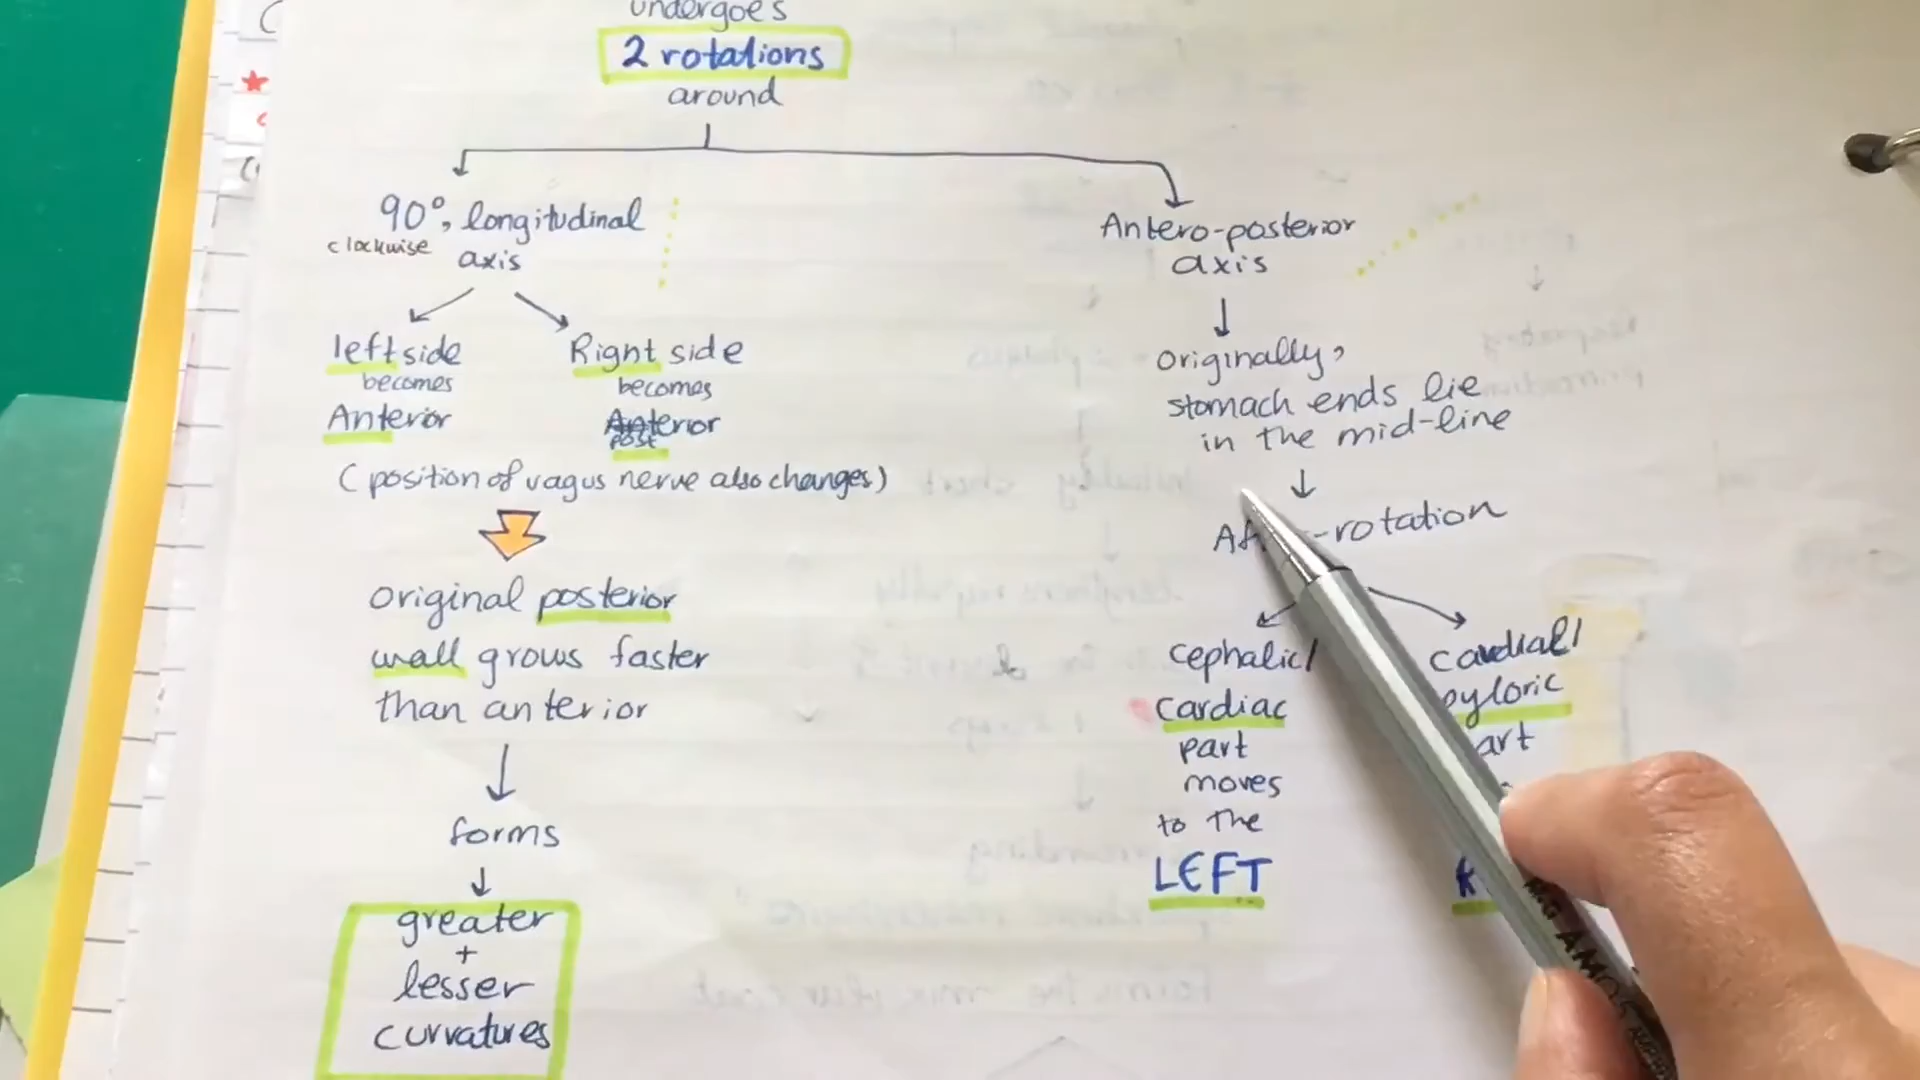 undergoes
2 rotations
around
90°, longitudinal
clockwise
axis
left side
becomes
Anterior
Right side
becomes
Anterior
post
(position of vagus nerve also changes)
original posterior
wall grows faster
than anterior
forms
greater
+
lesser
curvatures
Antero-posterior
axis
Originally,
stomach ends lie
in the mid-line
-rotation
cephalic/
cardiac
part
moves
to the
LEFT
caudal/
pyloric